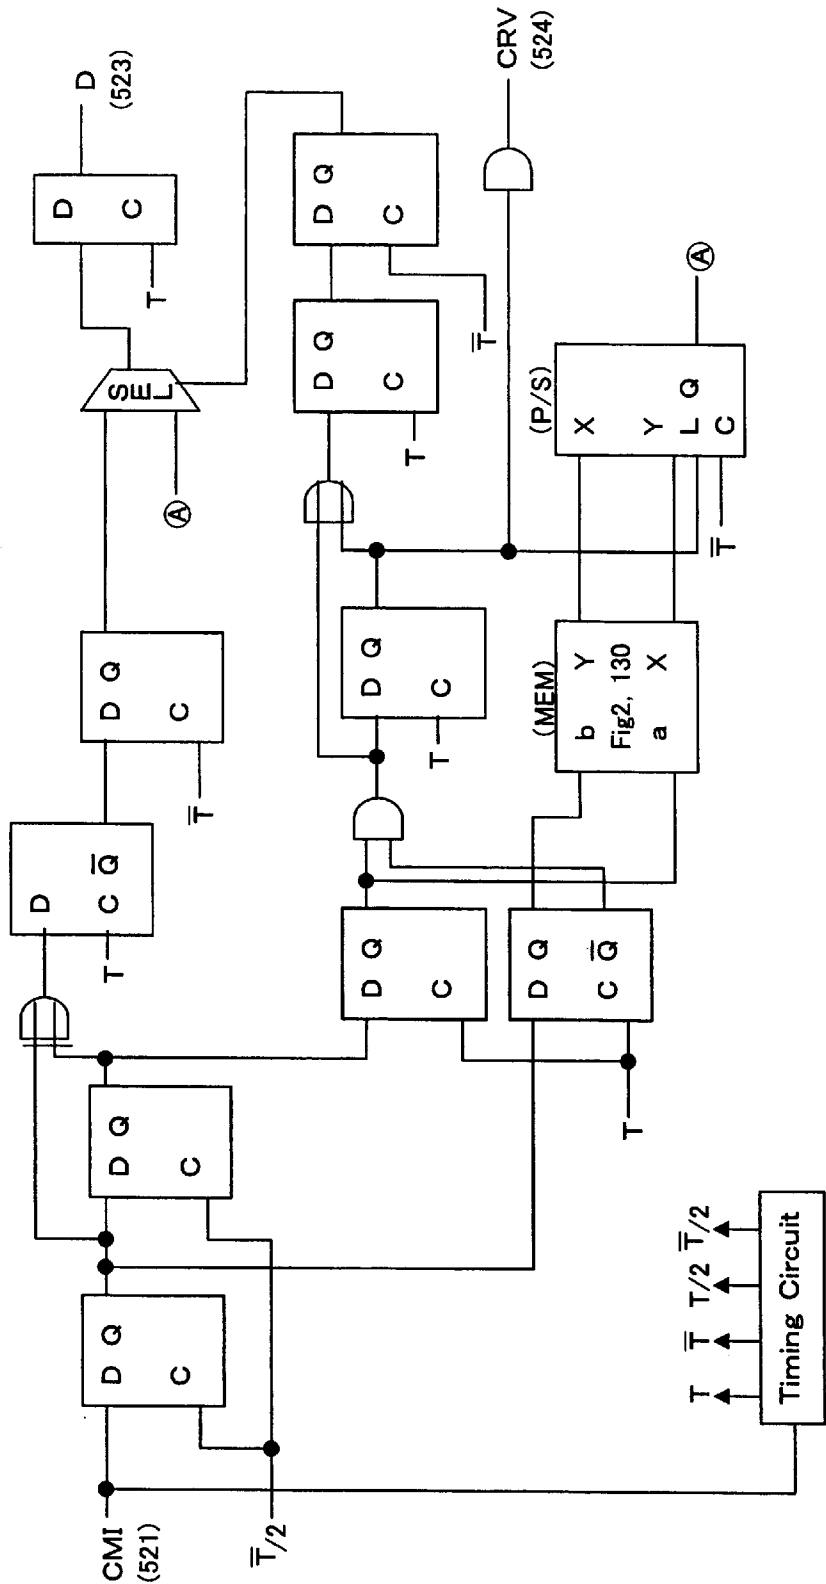 CMI
(521)
T̅/2
D Q
C
D Q
C
D
C Q̅
T
D Q
C
T̅
SEL
Ⓐ
D
C
T
D
(523)
D Q
C
D Q
C Q̅
T
D Q
C
T
D Q
C
T
D Q
C
T̅
CRV
(524)
(MEM)
b Y
Fig2, 130
a X
(P/S)
X
Y
L Q
C
T̅
Ⓐ
T
T̅
T/2
T̅/2
Timing Circuit